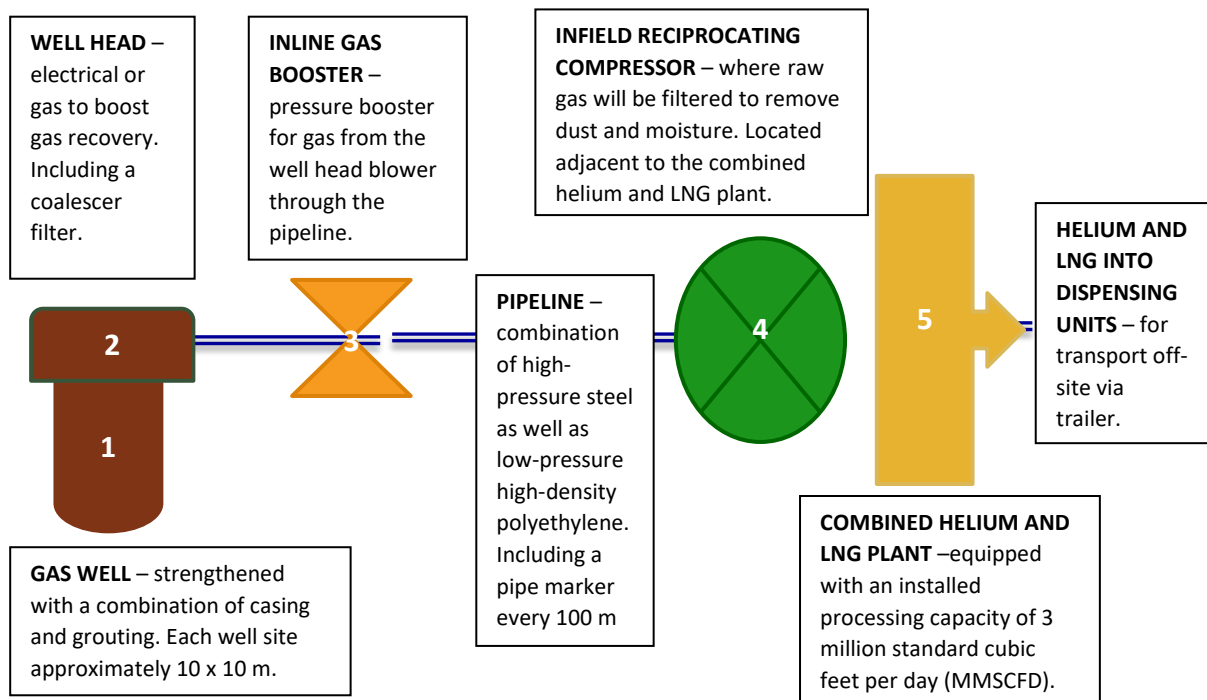 WELL HEAD –
electrical or
gas to boost
gas recovery.
Including a
coalescer
filter.
INLINE GAS
BOOSTER –
pressure booster
for gas from the
well head blower
through the
pipeline.
INFIELD RECIPROCATING
COMPRESSOR – where raw
gas will be filtered to remove
dust and moisture. Located
adjacent to the combined
helium and LNG plant.
HELIUM AND
LNG INTO
DISPENSING
UNITS – for
transport off-
site via
trailer.
PIPELINE –
combination
of high-
pressure steel
as well as
low-pressure
high-density
polyethylene.
Including a
pipe marker
every 100 m
2
3
4
5
1
GAS WELL – strengthened
with a combination of casing
and grouting. Each well site
approximately 10 x 10 m.
COMBINED HELIUM AND
LNG PLANT –equipped
with an installed
processing capacity of 3
million standard cubic
feet per day (MMSCFD).